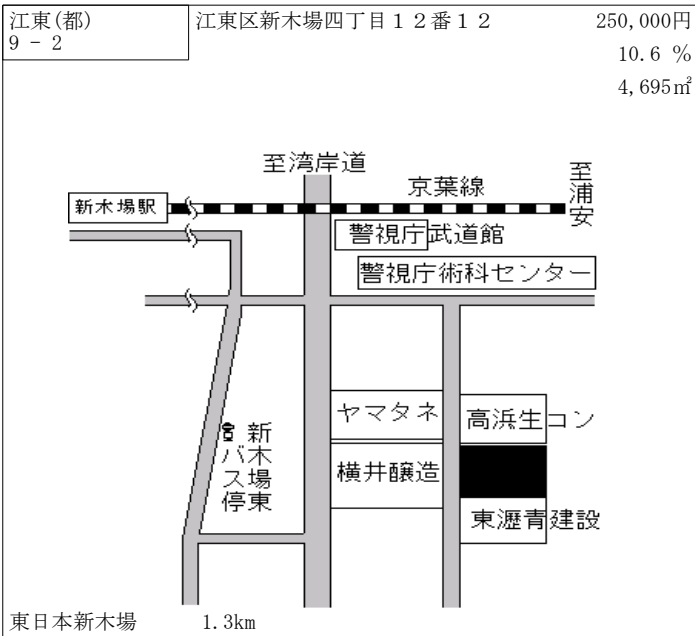 江東(都)
9 - 2
江東区新木場四丁目１２番１２
250,000円
10.6 %
4,695㎡
至湾岸道
京葉線
至浦安
新木場駅
警視庁武道館
警視庁術科センター
ヤマタネ
高浜生コン
新木場東
バス停
横井醸造
東瀝青建設
東日本新木場 1.3km